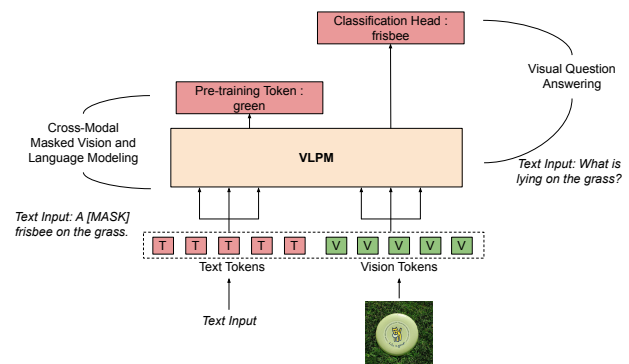 Classification Head :
frisbee
Pre-training Token :
green
Visual Question
Answering
Cross-Modal
Masked Vision and
Language Modeling
VLPM
Text Input: What is
lying on the grass?
Text Input: A [MASK]
frisbee on the grass.
T T T T T V V V V V
Text Tokens
Vision Tokens
Text Input